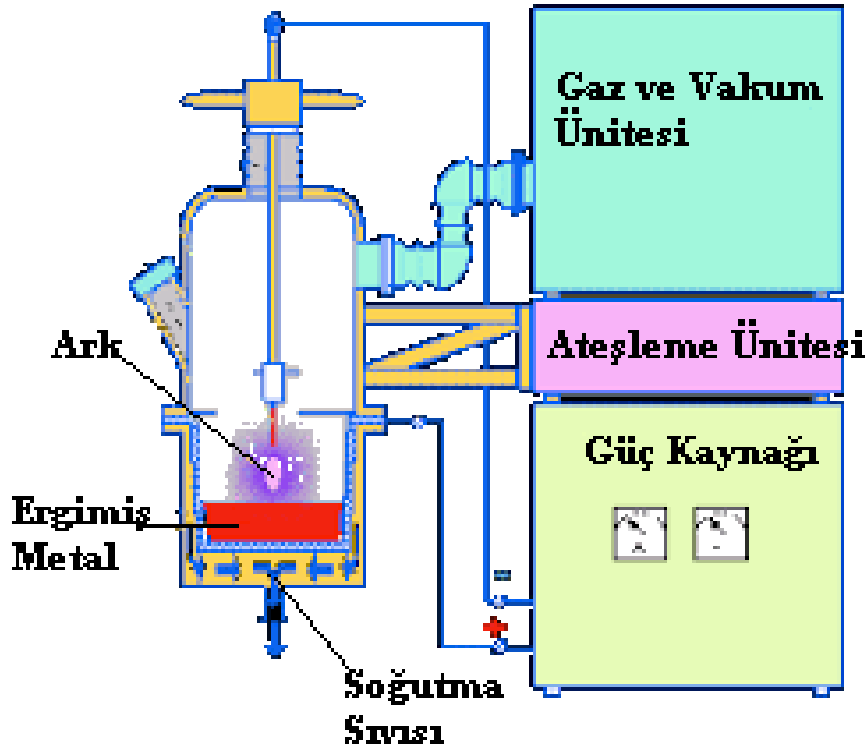 Gaz ve Vakum
Ünitesi
Ark
Ateşleme Ünitesi
Güç Kaynağı
Ergimiş
Metal
- 
+
Soğutma
Sıvısı